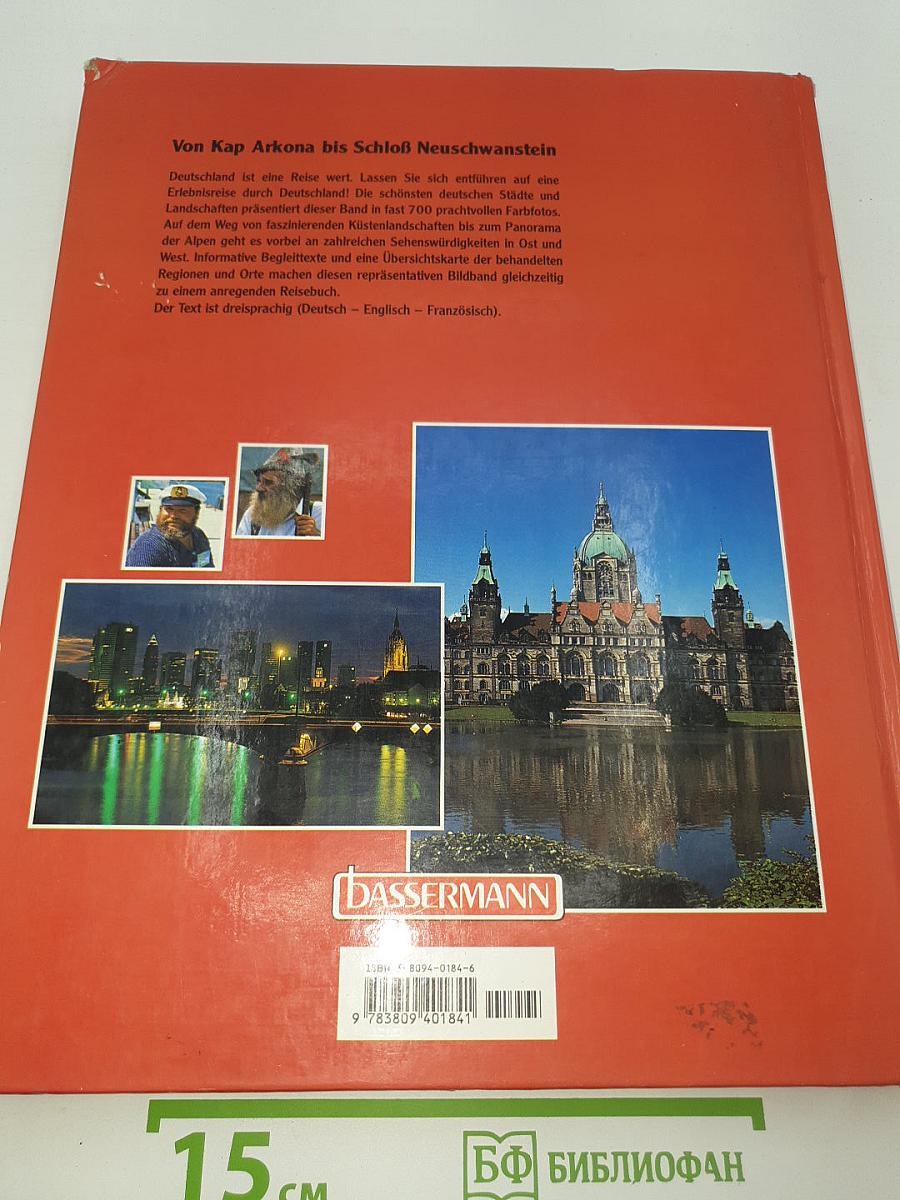 Von Kap Arkona bis Schloß Neuschwanstein
Deutschland ist eine Reise wert. Lassen Sie sich entführen auf eine
Erlebnisreise durch Deutschland! Die schönsten deutschen Städte und
Landschaften präsentiert dieser Band in fast 700 prachtvollen Farbfotos.
Auf dem Weg von faszinierenden Küstenlandschaften bis zum Panorama
der Alpen geht es vorbei an zahlreichen Sehenswürdigkeiten in Ost und
West. Informative Begleittexte und eine Übersichtskarte der behandelten
Regionen und Orte machen diesen repräsentativen Bildband gleichzeitig
zu einem anregenden Reisebuch.
Der Text ist dreisprachig (Deutsch – Englisch – Französisch).
bASSERMANN
ISBN 8094-0184-6
9 783809 401841
15 см
БФ БИБЛИОФАН